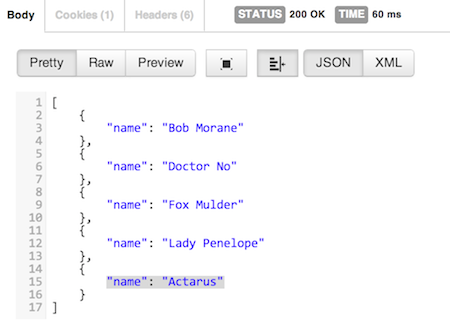 Body Cookies (1) Headers (6) STATUS 200 OK TIME 60 ms
Pretty Raw Preview JSON XML
1 [
2 {
3 "name": "Bob Morane"
4 },
5 {
6 "name": "Doctor No"
7 },
8 {
9 "name": "Fox Mulder"
10 },
11 {
12 "name": "Lady Penelope"
13 },
14 {
15 "name": "Actarus"
16 }
17 ]